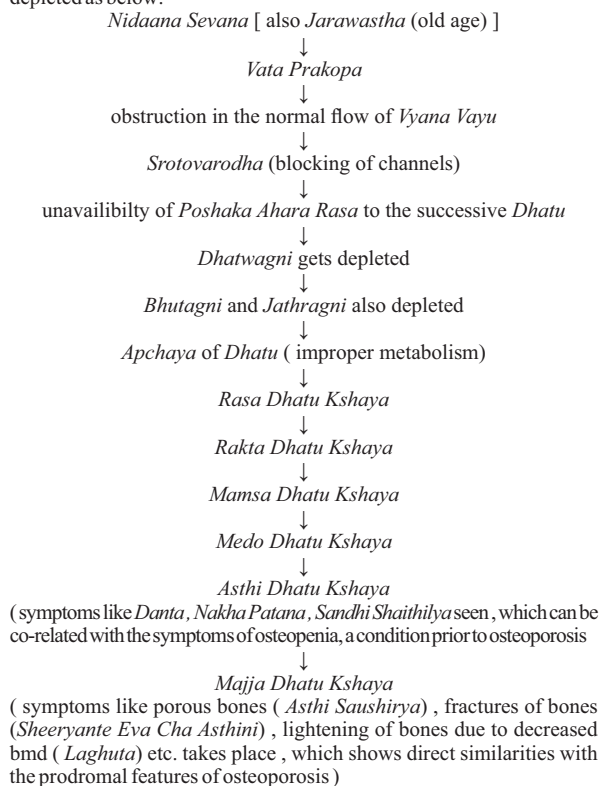 depleted as below:
Nidaana Sevana [ also Jarawastha (old age) ]
↓
Vata Prakopa
↓
obstruction in the normal flow of Vyana Vayu
↓
Srotovarodha (blocking of channels)
↓
unavailibilty of Poshaka Ahara Rasa to the successive Dhatu
↓
Dhatwagni gets depleted
↓
Bhutagni and Jathragni also depleted
↓
Apchaya of Dhatu ( improper metabolism)
↓
Rasa Dhatu Kshaya
↓
Rakta Dhatu Kshaya
↓
Mamsa Dhatu Kshaya
↓
Medo Dhatu Kshaya
↓
Asthi Dhatu Kshaya
( symptoms like Danta , Nakha Patana , Sandhi Shaithilya seen , which can be
co-related with the symptoms of osteopenia, a condition prior to osteoporosis
↓
Majja Dhatu Kshaya
( symptoms like porous bones ( Asthi Saushirya) , fractures of bones
(Sheeryante Eva Cha Asthini) , lightening of bones due to decreased
bmd ( Laghuta) etc. takes place , which shows direct similarities with
the prodromal features of osteoporosis )